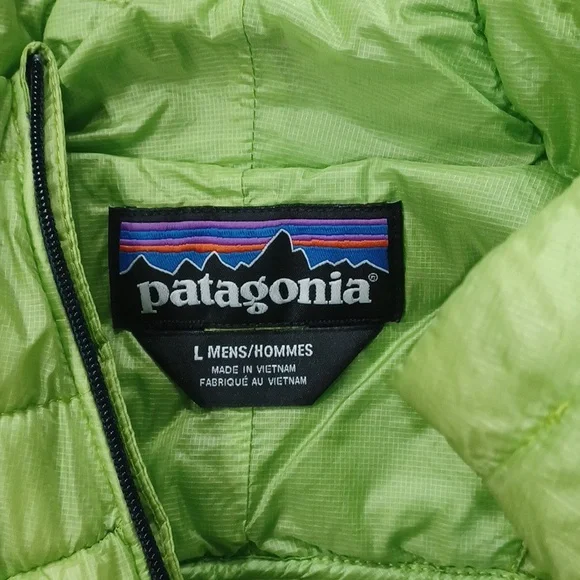 patagonia®
L MENS/HOMMES
MADE IN VIETNAM
FABRIQUÉ AU VIETNAM